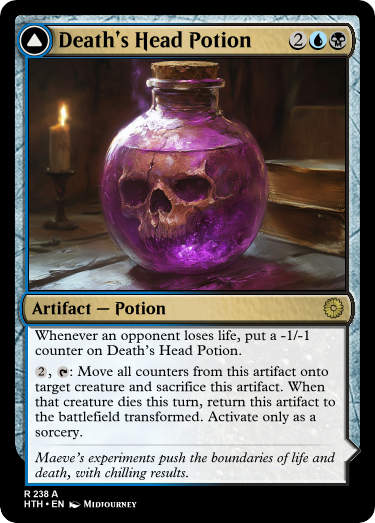 Death's Head Potion 2
Artifact — Potion
Whenever an opponent loses life, put a -1/-1
counter on Death's Head Potion.
2, : Move all counters from this artifact onto
target creature and sacrifice this artifact. When
that creature dies this turn, return this artifact to
the battlefield transformed. Activate only as a
sorcery.
Maeve's experiments push the boundaries of life and
death, with chilling results.
R 238 A
HTH • EN Midjourney